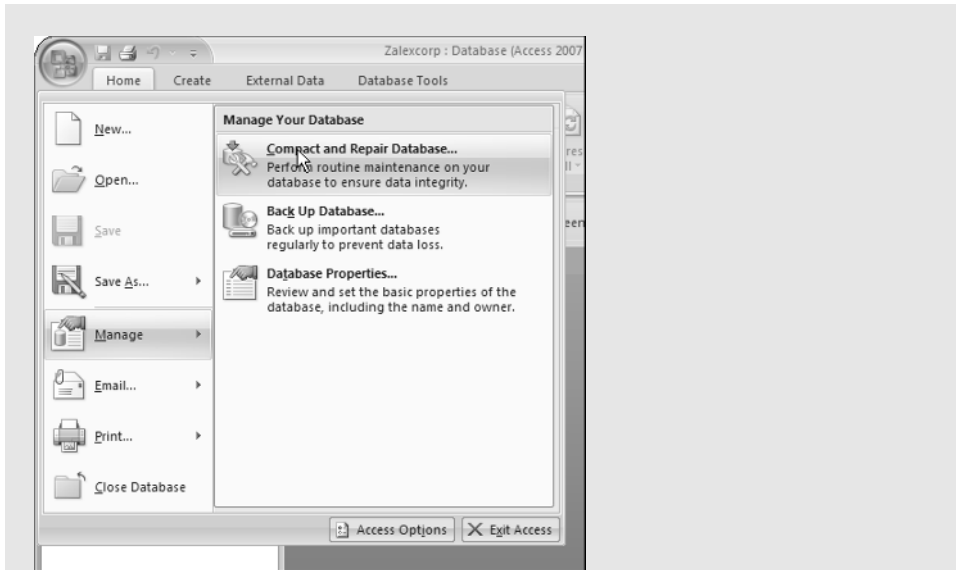 Zalexcorp : Database (Access 2007
Home Create External Data Database Tools
New...
Open...
Save
Save As...
Manage
Email...
Print...
Close Database
Manage Your Database
Compact and Repair Database...
Perform routine maintenance on your
database to ensure data integrity.
Back Up Database...
Back up important databases
regularly to prevent data loss.
Database Properties...
Review and set the basic properties of the
database, including the name and owner.
Access Options Exit Access